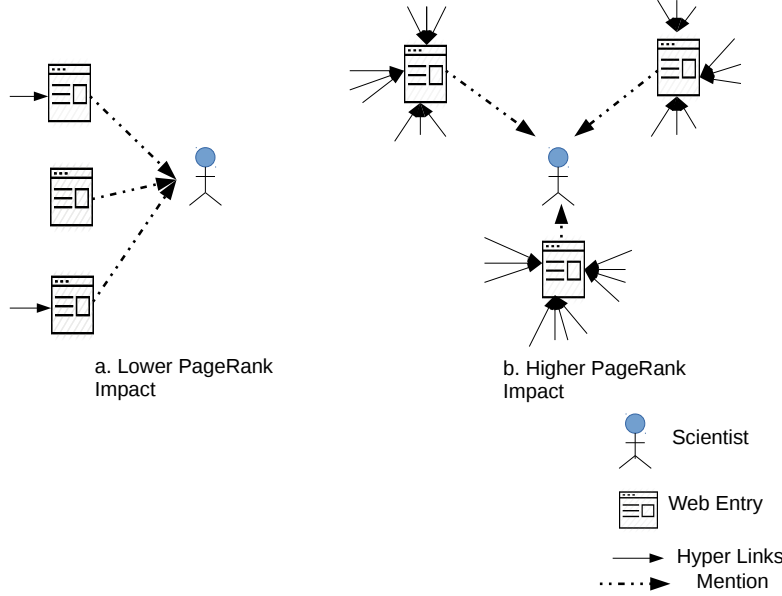 a. Lower PageRank
Impact
b. Higher PageRank
Impact
Scientist
Web Entry
Hyper Links
Mention